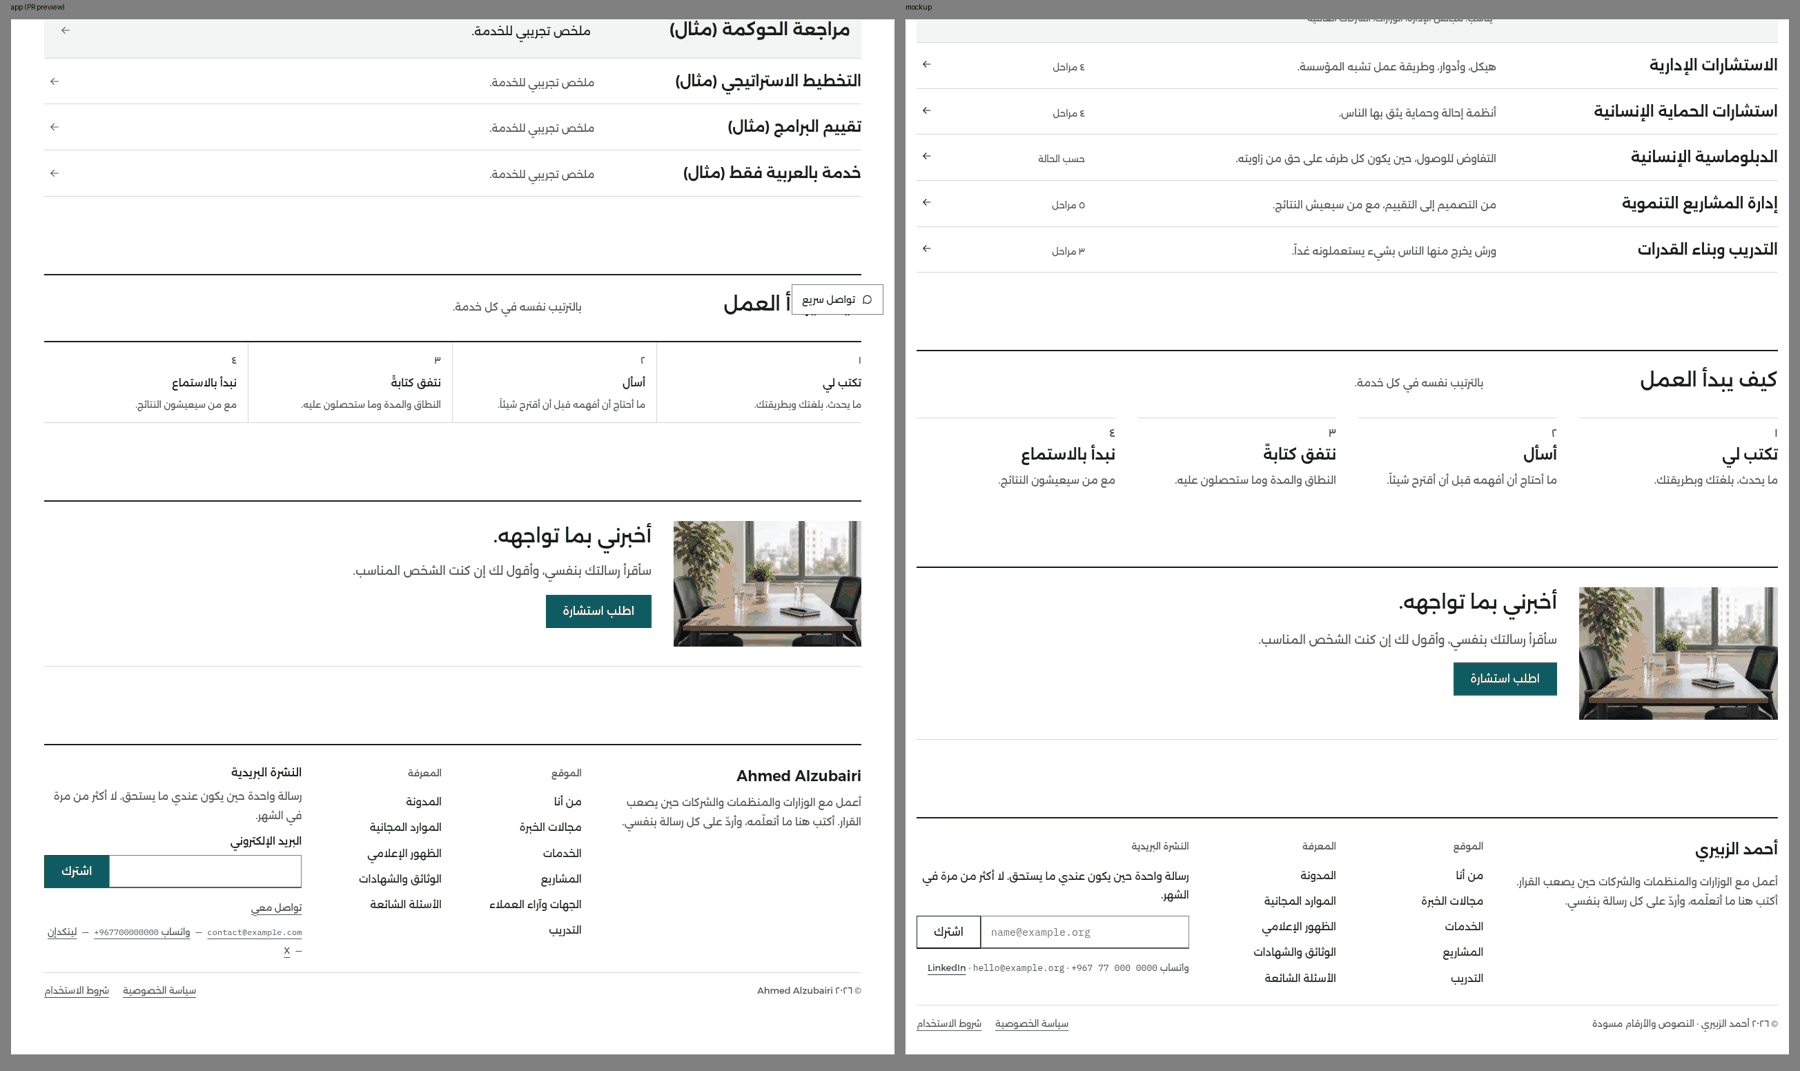 app (PR preview)
مراجعة الحوكمة (مثال)
ملخص تجريبي للخدمة.
←
التخطيط الاستراتيجي (مثال)
ملخص تجريبي للخدمة.
←
تقييم البرامج (مثال)
ملخص تجريبي للخدمة.
←
خدمة بالعربية فقط (مثال)
ملخص تجريبي للخدمة.
←
تواصل سريع
أ العمل
بالترتيب نفسه في كل خدمة.
١
تكتب لي
ما يحدث، بلغتك وبطريقتك.
٢
أسأل
ما أحتاج أن أفهمه قبل أن أقترح شيئاً.
٣
نتفق كتابةً
النطاق والمدة وما ستحصلون عليه.
٤
نبدأ بالاستماع
مع من سيعيشون النتائج.
أخبرني بما تواجهه.
سأقرأ رسالتك بنفسي، وأقول لك إن كنت الشخص المناسب.
اطلب استشارة
Ahmed Alzubairi
أعمل مع الوزارات والمنظمات والشركات حين يصعب
القرار. أكتب هنا ما أتعلّمه، وأردّ على كل رسالة بنفسي.
الموقع
من أنا
مجالات الخبرة
الخدمات
المشاريع
الجهات وآراء العملاء
التدريب
المعرفة
المدونة
الموارد المجانية
الظهور الإعلامي
الوثائق والشهادات
الأسئلة الشائعة
النشرة البريدية
رسالة واحدة حين يكون عندي ما يستحق. لا أكثر من مرة
في الشهر.
البريد الإلكتروني
اشترك
تواصل معي
contact@example.com — واتساب +967700000000 — لينكدإن
— X
© ٢٠٢٦ Ahmed Alzubairi
سياسة الخصوصية
شروط الاستخدام
mockup
الاستشارات الإدارية
هيكل، وأدوار، وطريقة عمل تشبه المؤسسة.
٤ مراحل
←
استشارات الحماية الإنسانية
أنظمة إحالة وحماية يثق بها الناس.
٤ مراحل
←
الدبلوماسية الإنسانية
التفاوض للوصول، حين يكون كل طرف على حق من زاويته.
حسب الحالة
←
إدارة المشاريع التنموية
من التصميم إلى التقييم، مع من سيعيش النتائج.
٥ مراحل
←
التدريب وبناء القدرات
ورش يخرج منها الناس بشيء يستعملونه غداً.
٣ مراحل
←
كيف يبدأ العمل
بالترتيب نفسه في كل خدمة.
١
تكتب لي
ما يحدث، بلغتك وبطريقتك.
٢
أسأل
ما أحتاج أن أفهمه قبل أن أقترح شيئاً.
٣
نتفق كتابةً
النطاق والمدة وما ستحصلون عليه.
٤
نبدأ بالاستماع
مع من سيعيشون النتائج.
أخبرني بما تواجهه.
سأقرأ رسالتك بنفسي، وأقول لك إن كنت الشخص المناسب.
اطلب استشارة
أحمد الزبيري
أعمل مع الوزارات والمنظمات والشركات حين يصعب القرار.
أكتب هنا ما أتعلّمه، وأردّ على كل رسالة بنفسي.
الموقع
من أنا
مجالات الخبرة
الخدمات
المشاريع
التدريب
المعرفة
المدونة
الموارد المجانية
الظهور الإعلامي
الوثائق والشهادات
الأسئلة الشائعة
النشرة البريدية
رسالة واحدة حين يكون عندي ما يستحق. لا أكثر من مرة في
الشهر.
name@example.org
اشترك
واتساب +967 77 000 0000 · hello@example.org · LinkedIn
© ٢٠٢٦ أحمد الزبيري · النصوص والأرقام مسودة
سياسة الخصوصية
شروط الاستخدام